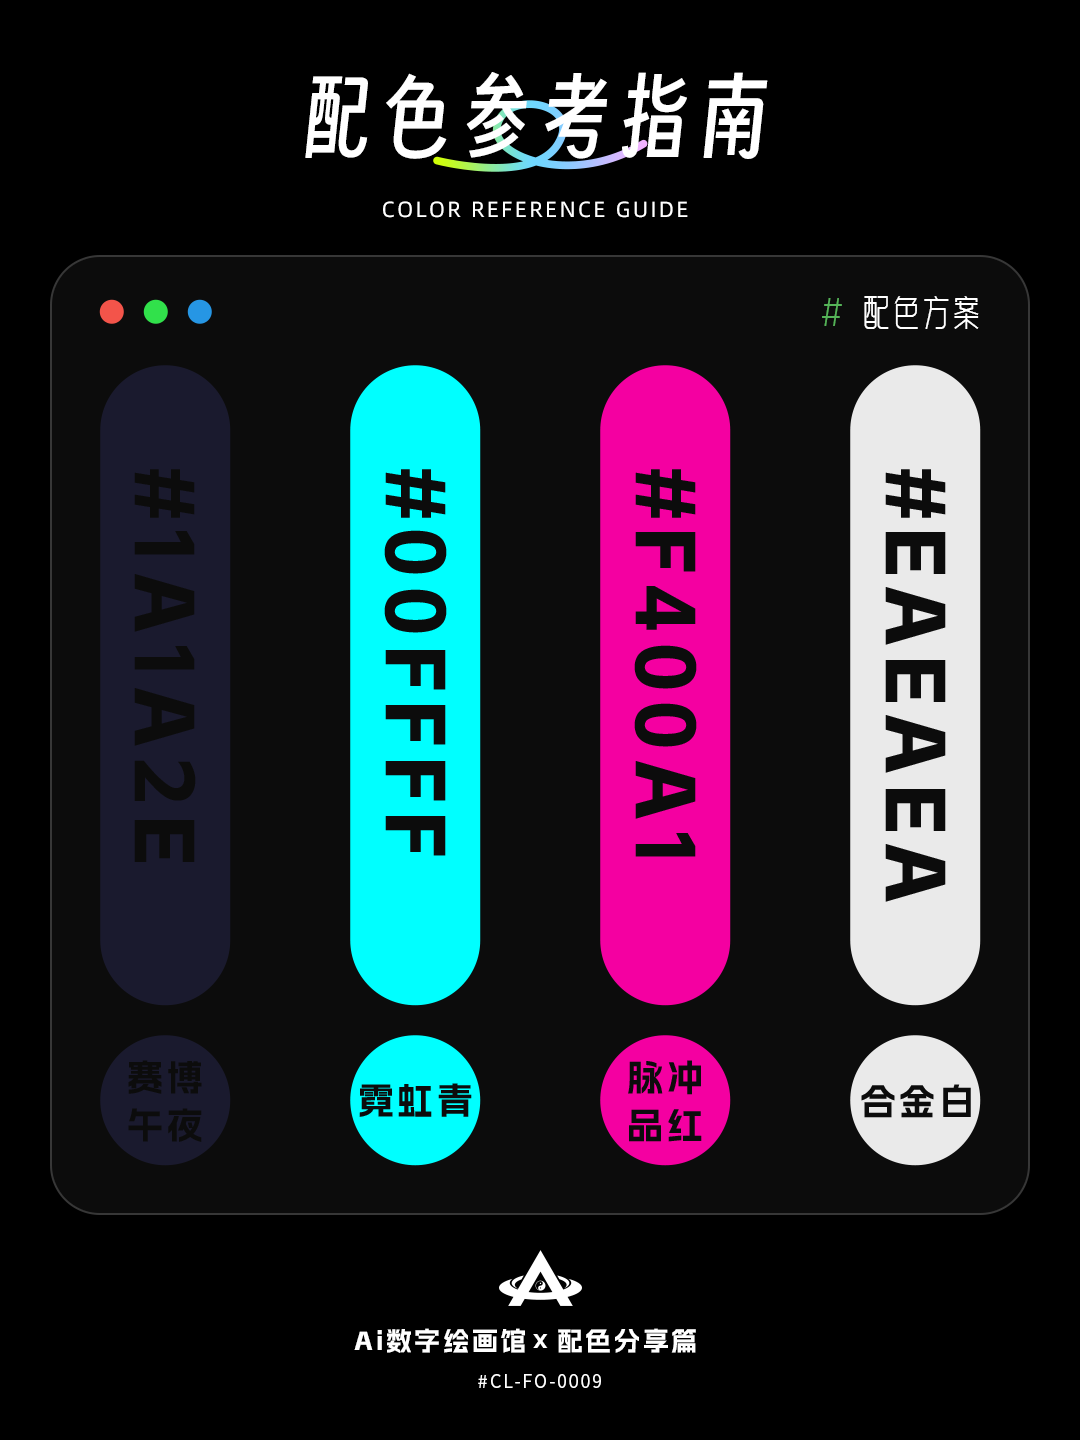 配色参考指南
COLOR REFERENCE GUIDE
# 配色方案
#1A1A2E
#00FFFF
#F400A1
#EAEAEA
赛博
午夜
霓虹青
脉冲
品红
合金白
Ai数字绘画馆 x 配色分享篇
#CL-FO-0009